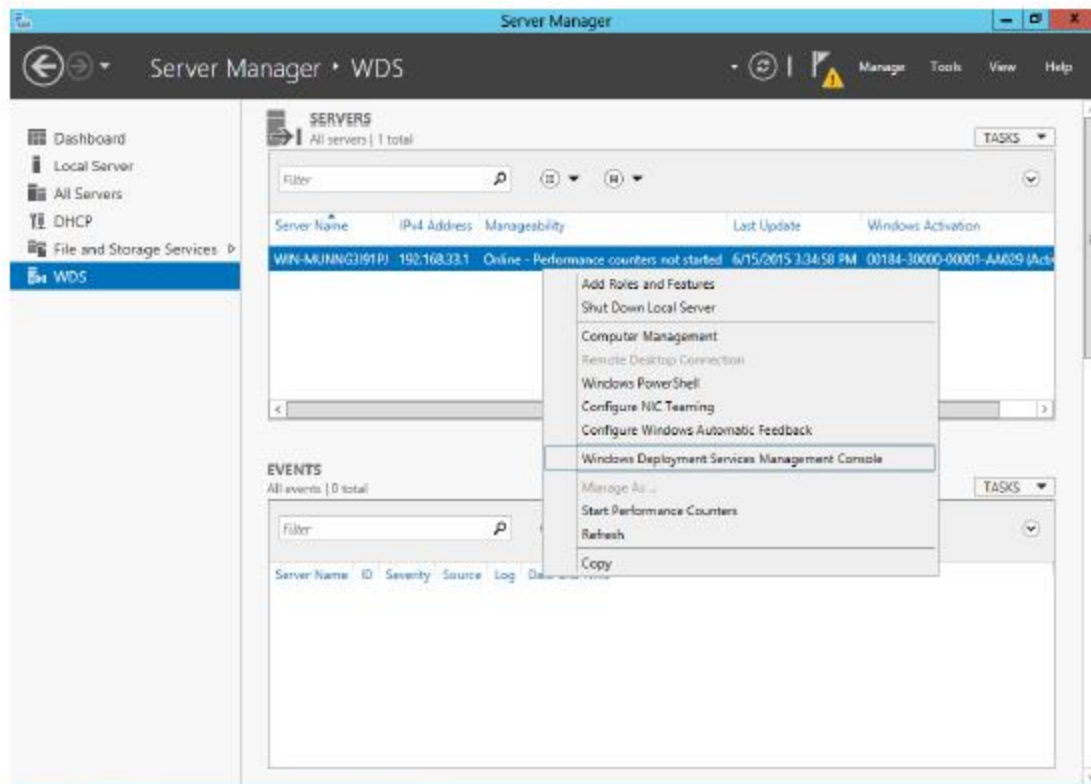 Server Manager
Server Manager • WDS
Manage Tools View Help
Dashboard
Local Server
All Servers
DHCP
File and Storage Services
WDS
SERVERS
All servers | 1 total
TASKS
Filter
Server Name IPv4 Address Manageability Last Update Windows Activation
WIN-MUNNG3I91PJ 192.168.33.1 Online - Performance counters not started 6/15/2015 3:34:58 PM 00184-30000-00001-AA029 (Acti
Add Roles and Features
Shut Down Local Server
Computer Management
Remote Desktop Connection
Windows PowerShell
Configure NIC Teaming
Configure Windows Automatic Feedback
Windows Deployment Services Management Console
Manage As ...
Start Performance Counters
Refresh
Copy
EVENTS
All events | 0 total
TASKS
Filter
Server Name ID Severity Source Log